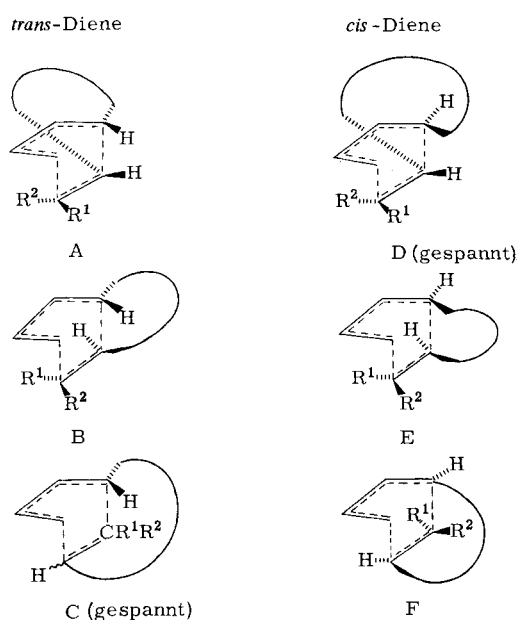 trans-Diene cis-Diene
H
H
H
H
R² R¹
R² R¹
A
D (gespannt)
H
H
H
H
R¹ R²
R¹ R²
B
E
H
H
CR¹R²
R¹ R²
H
H
C (gespannt)
F